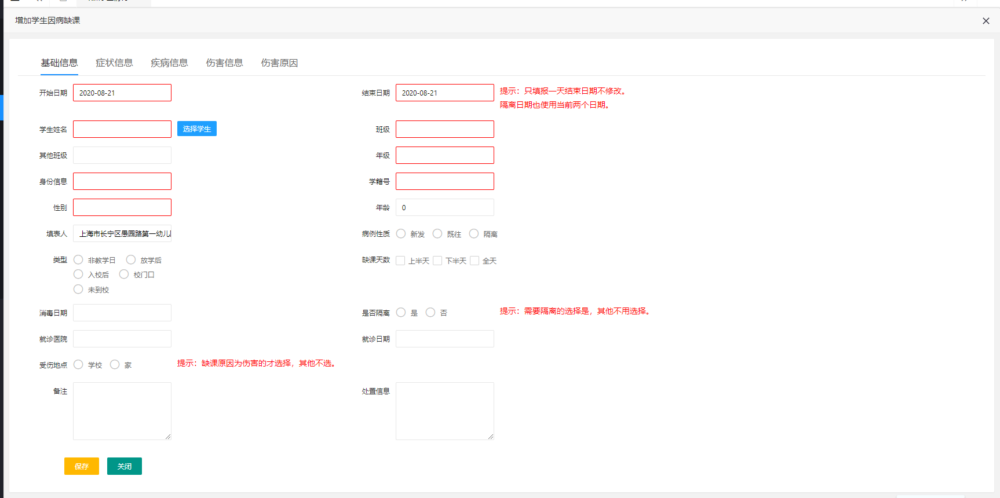 增加学生因病缺课
基础信息 症状信息 疾病信息 伤害信息 伤害原因
开始日期 2020-08-21 结束日期 2020-08-21 提示：只填报一天结束日期不修改。
隔离日期也使用当前两个日期。
学生姓名 选择学生 班级
其他班级 年级
身份信息 学籍号
性别 年龄 0
填表人 上海市长宁区愚园路第一幼儿 病例性质 新发 既往 隔离
类型 非教学日 放学后 缺课天数 上半天 下半天 全天
入校后 校门口
未到校
消毒日期 是否隔离 是 否 提示：需要隔离的选择是，其他不用选择。
就诊医院 就诊日期
受伤地点 学校 家 提示：缺课原因为伤害的才选择，其他不选。
备注 处置信息
保存 关闭